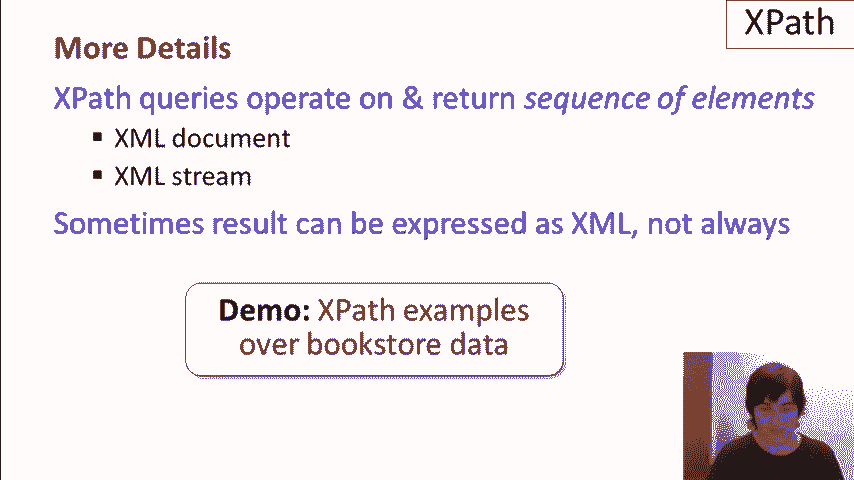 XPath
More Details
XPath queries operate on & return sequence of elements
▪ XML document
▪ XML stream
Sometimes result can be expressed as XML, not always
Demo: XPath examples
over bookstore data